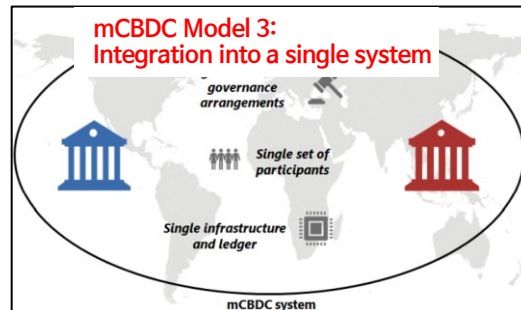 mCBDC Model 3:
Integration into a single system
governance
arrangements
Single set of
participants
Single infrastructure
and ledger
mCBDC system